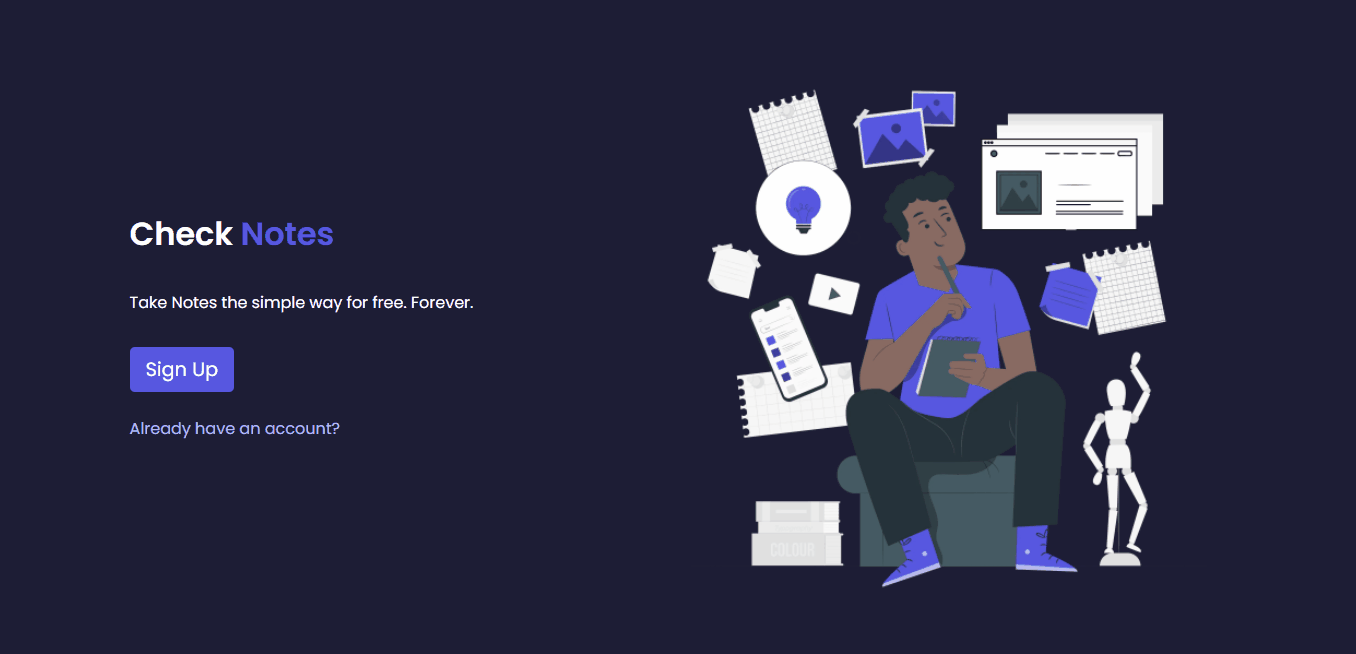 Check Notes
Take Notes the simple way for free. Forever.
Sign Up
Already have an account?
COLOUR